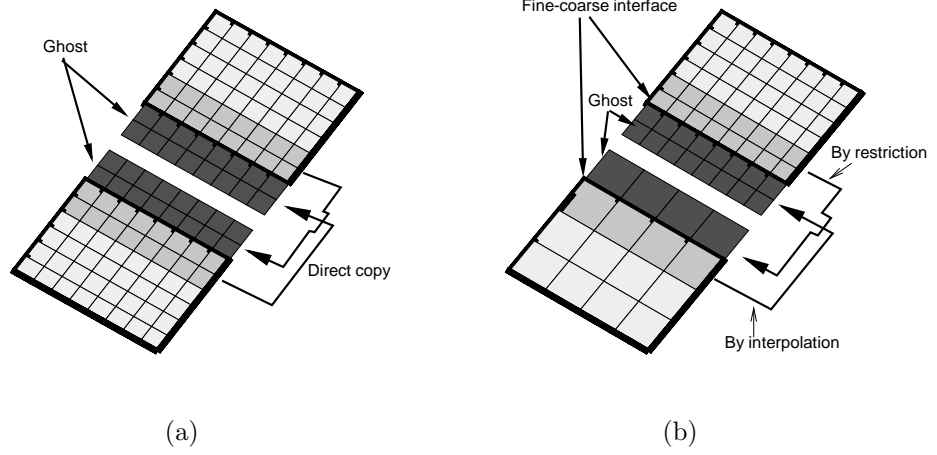 Ghost
Direct copy
(a)
Fine-coarse interface
Ghost
By restriction
By interpolation
(b)